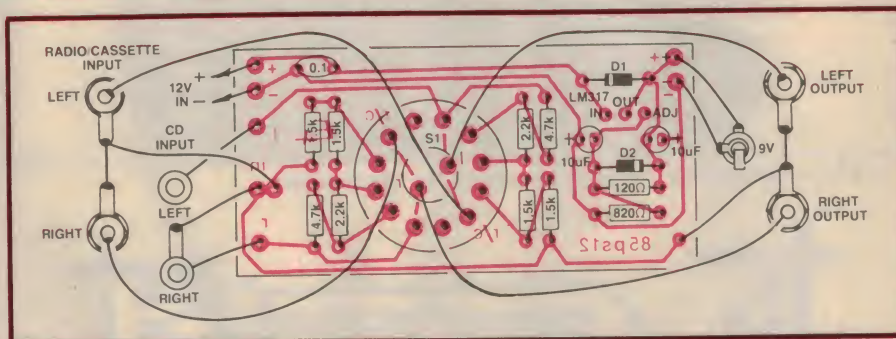 RADIO/CASSETTE
INPUT
LEFT
+
12V
IN −
CD
INPUT
LEFT
RIGHT
RIGHT
+
−
0.1
1.5k
1.5k
r/c
4.7k
2.2k
S1
2.2k
4.7k
1.5k
1.5k
r/c
D1
LM317
IN
OUT
ADJ
+
10uF
+
10uF
D2
120Ω
820Ω
85ps12
+
−
9V
LEFT
OUTPUT
RIGHT
OUTPUT